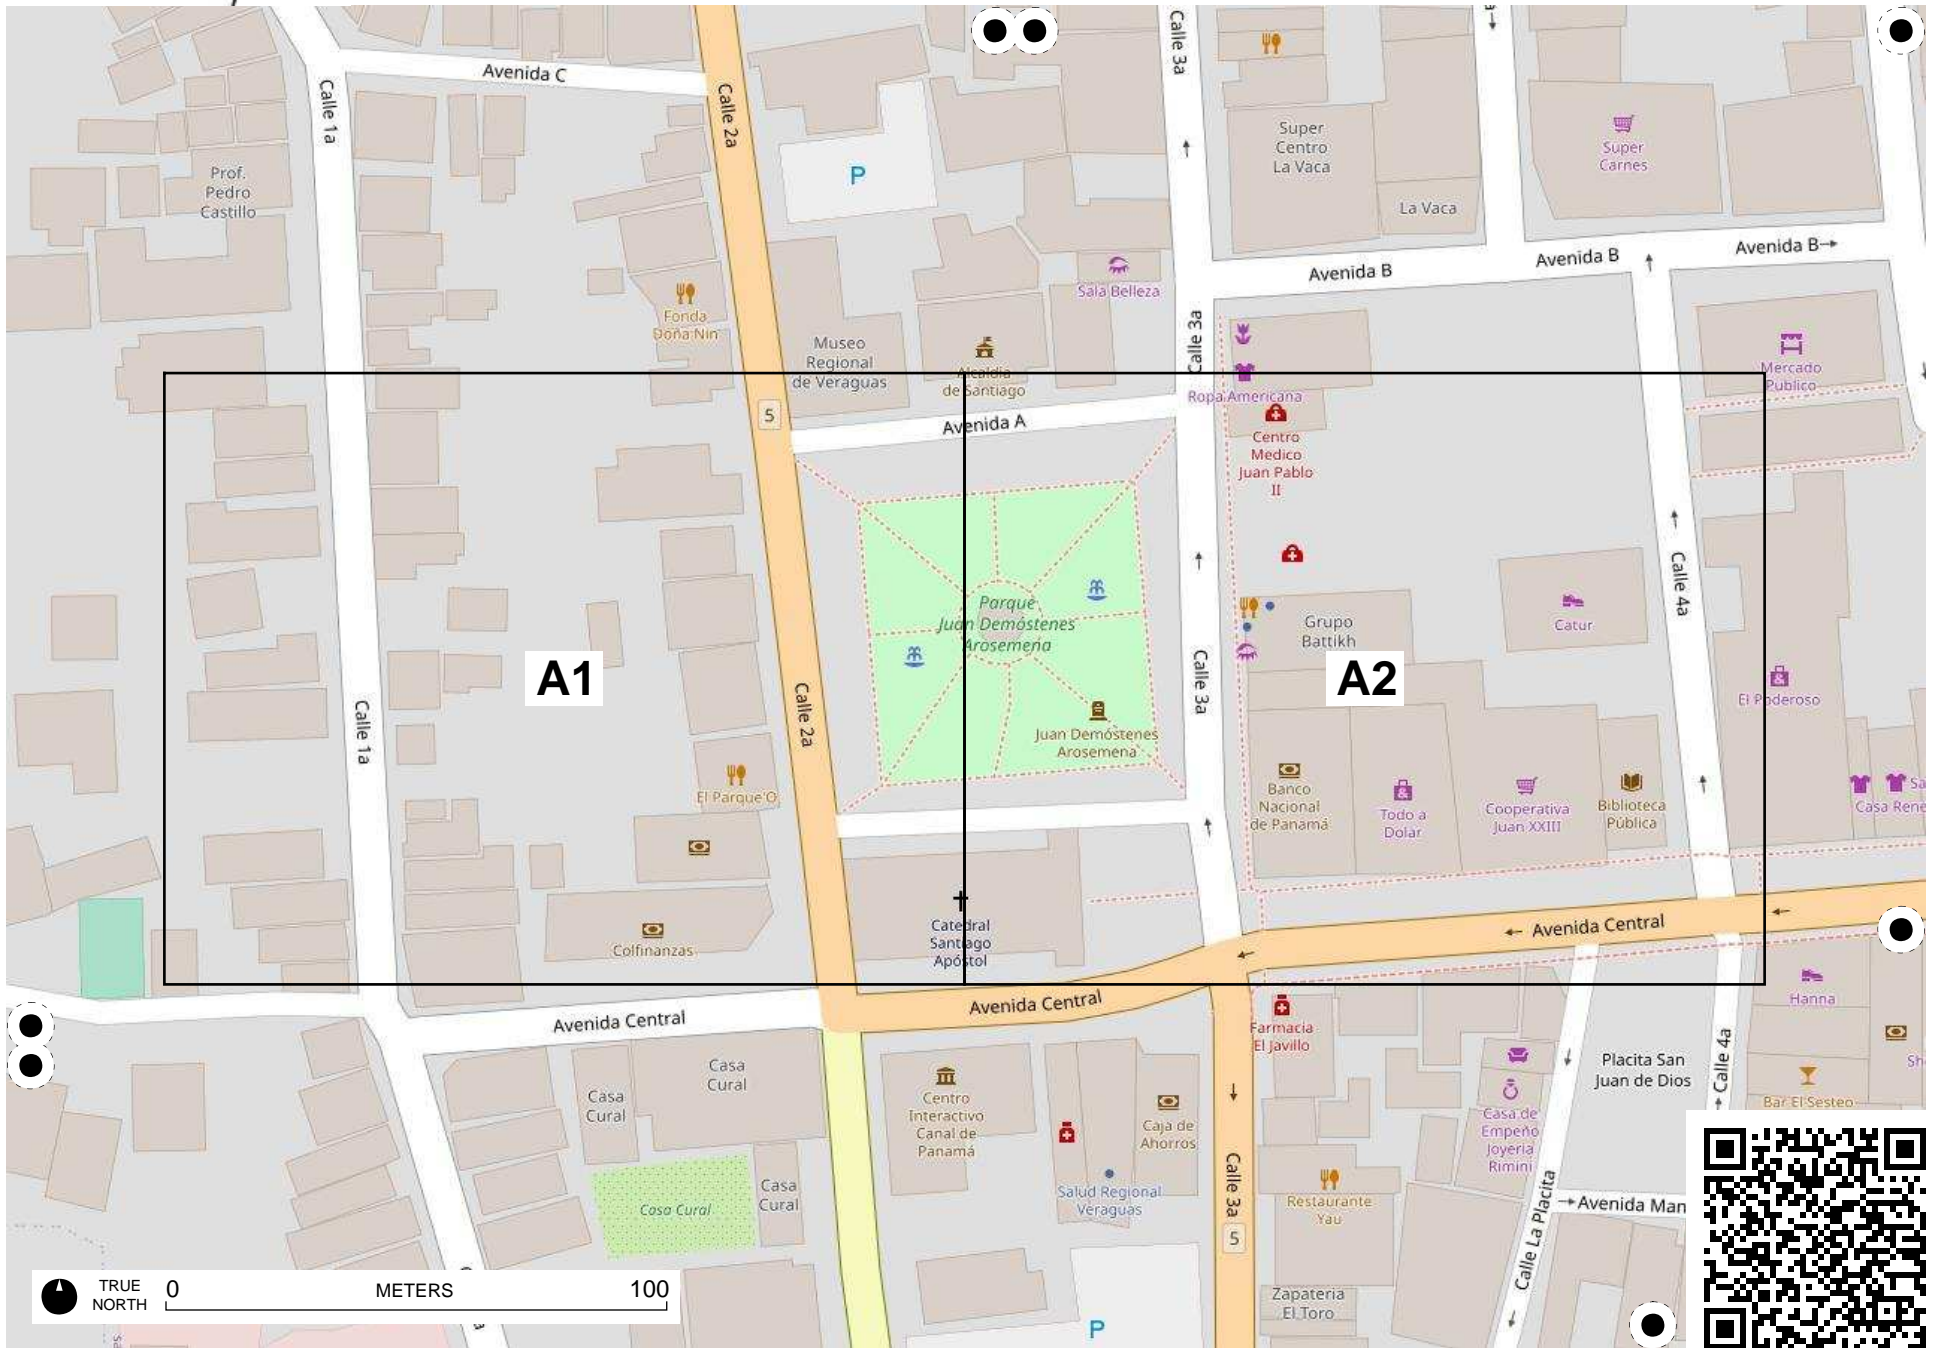 Avenida C
Calle 1a
Calle 2a
Calle 3a
P
Super
Centro
La Vaca
Super
Carnes
La Vaca
Prof.
Pedro
Castillo
Avenida B
Avenida B
Avenida B
Sala Belleza
Fonda
Doña Nin
Museo
Regional
de Veraguas
Alcaldía
de Santiago
Calle 3a
Mercado
Público
Ropa Americana
5
Avenida A
Centro
Medico
Juan Pablo
II
Parque
Juan Demóstenes
Arosemena
Grupo
Battikh
Catur
Calle 4a
A1
A2
Calle 1a
Calle 2a
Calle 3a
El Poderoso
Juan Demóstenes
Arosemena
El Parque'O
Banco
Nacional
de Panamá
Todo a
Dolar
Cooperativa
Juan XXIII
Biblioteca
Pública
Sa
Casa Rene
Colfinanzas
Catedral
Santiago
Apóstol
Avenida Central
Avenida Central
Avenida Central
Hanna
Farmacia
El Javillo
Placita San
Juan de Dios
Calle 4a
Sh
Casa
Cural
Casa
Cural
Centro
Interactivo
Canal de
Panamá
Caja de
Ahorros
Casa de
Empeño
Joyeria
Rimini
Bar El Sesteo
Casa Cural
Casa
Cural
Salud Regional
Veraguas
Calle 3a
5
Restaurante
Yau
Calle La Placita
Avenida Man
Zapateria
El Toro
P
TRUE
NORTH
0 METERS 100